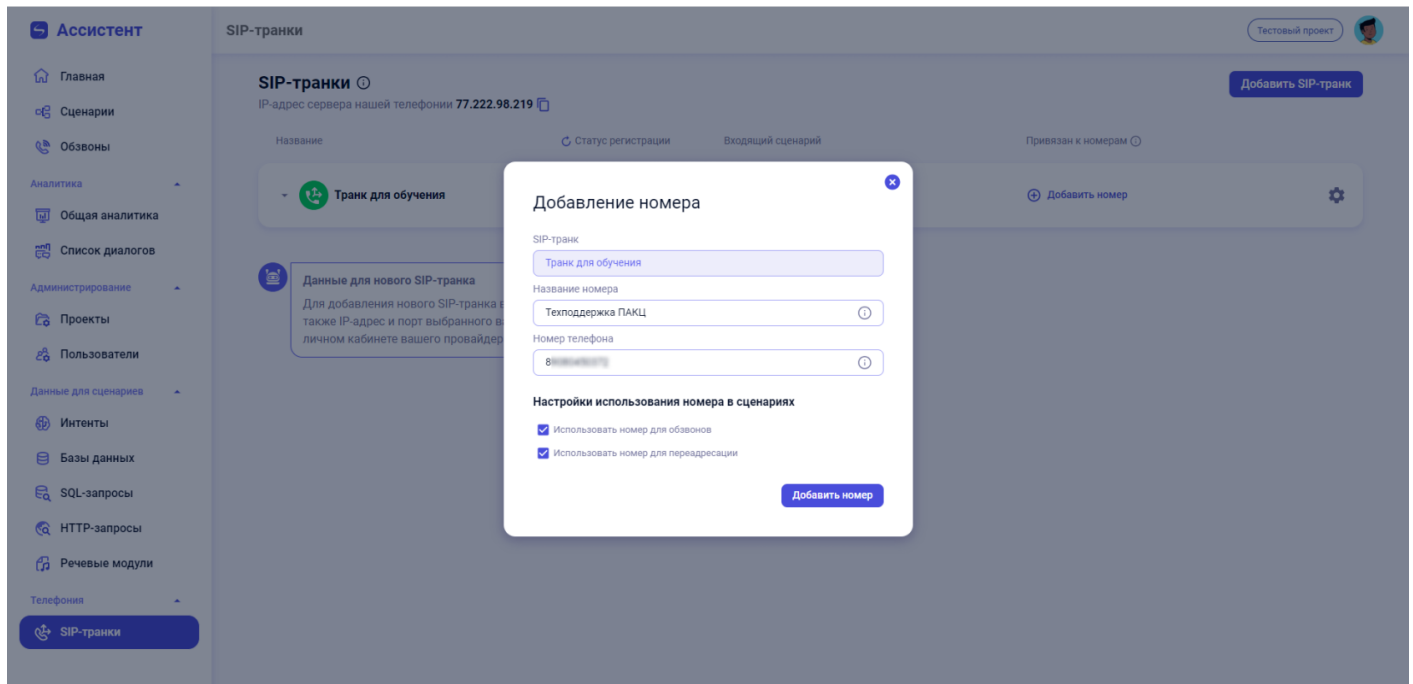 Ассистент
SIP-транки
Тестовый проект
Главная
Сценарии
Обзвоны
Аналитика
Общая аналитика
Список диалогов
Администрирование
Проекты
Пользователи
Данные для сценариев
Интенты
Базы данных
SQL-запросы
HTTP-запросы
Речевые модули
Телефония
SIP-транки
SIP-транки
Добавить SIP-транк
IP-адрес сервера нашей телефонии 77.222.98.219
Название Статус регистрации Входящий сценарий Привязан к номерам
Транк для обучения
Добавить номер
Данные для нового SIP-транка
Для добавления нового SIP-транка
также IP-адрес и порт выбранного
личном кабинете вашего
Добавление номера
SIP-транк
Транк для обучения
Название номера
Техподдержка ПАКЦ
Номер телефона
8
Настройки использования номера в сценариях
Использовать номер для обзвонов
Использовать номер для переадресации
Добавить номер